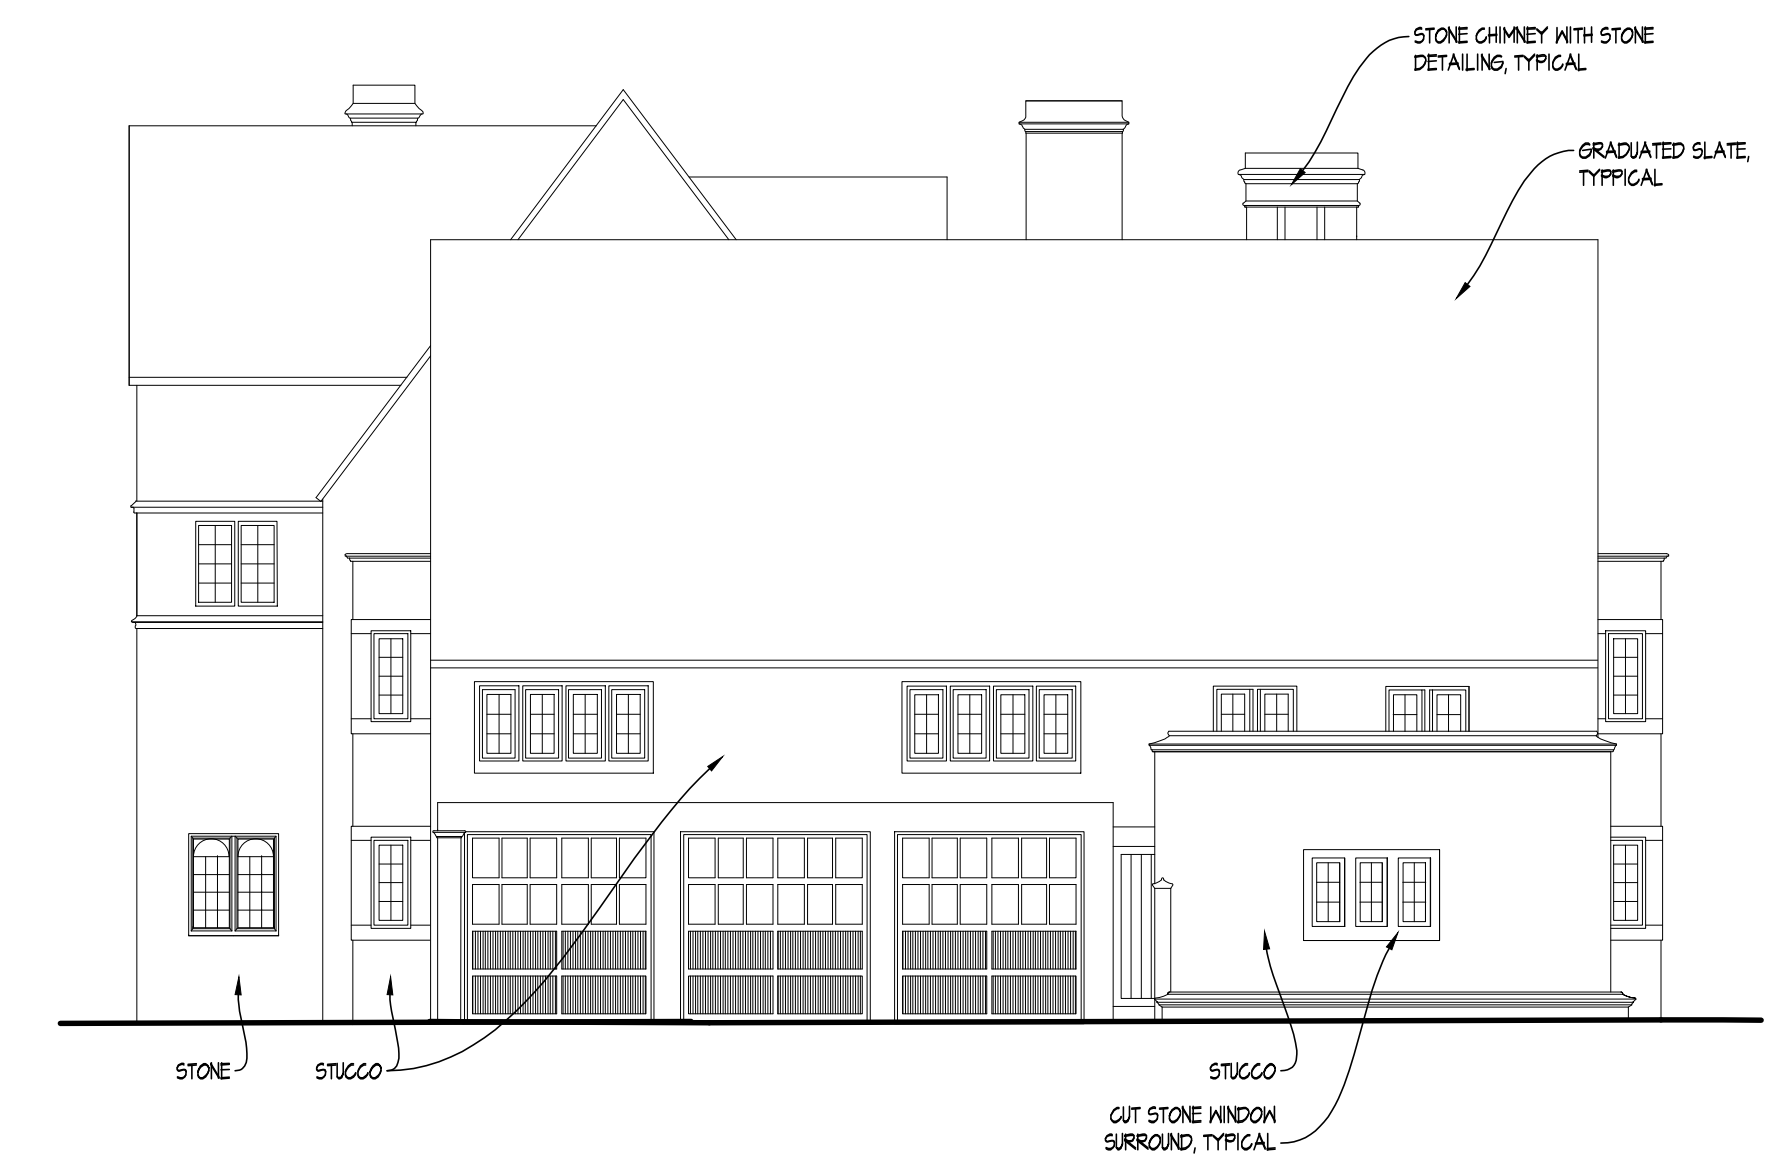 STONE CHIMNEY WITH STONE
DETAILING, TYPICAL
GRADUATED SLATE,
TYPPICAL
STONE
STUCCO
STUCCO
CUT STONE WINDOW
SURROUND, TYPICAL